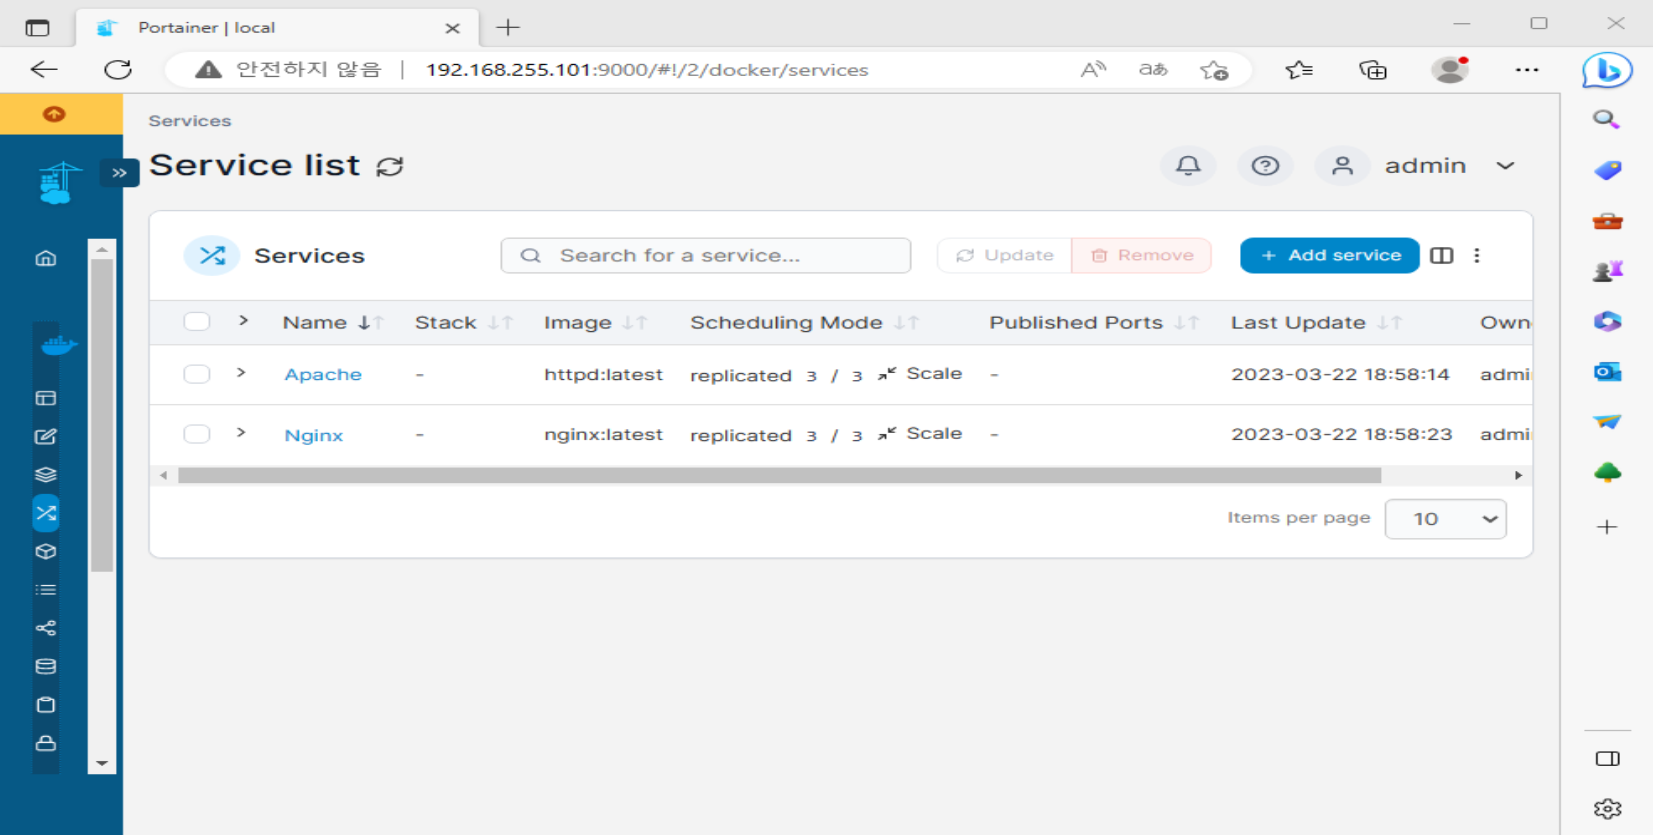 Portainer | local
안전하지 않음 | 192.168.255.101:9000/#!/2/docker/services
Services
Service list
admin
Services
Search for a service...
Update
Remove
+ Add service
Name Stack Image Scheduling Mode Published Ports Last Update Own
Apache - httpd:latest replicated 3 / 3 Scale - 2023-03-22 18:58:14 admi
Nginx - nginx:latest replicated 3 / 3 Scale - 2023-03-22 18:58:23 admi
Items per page 10